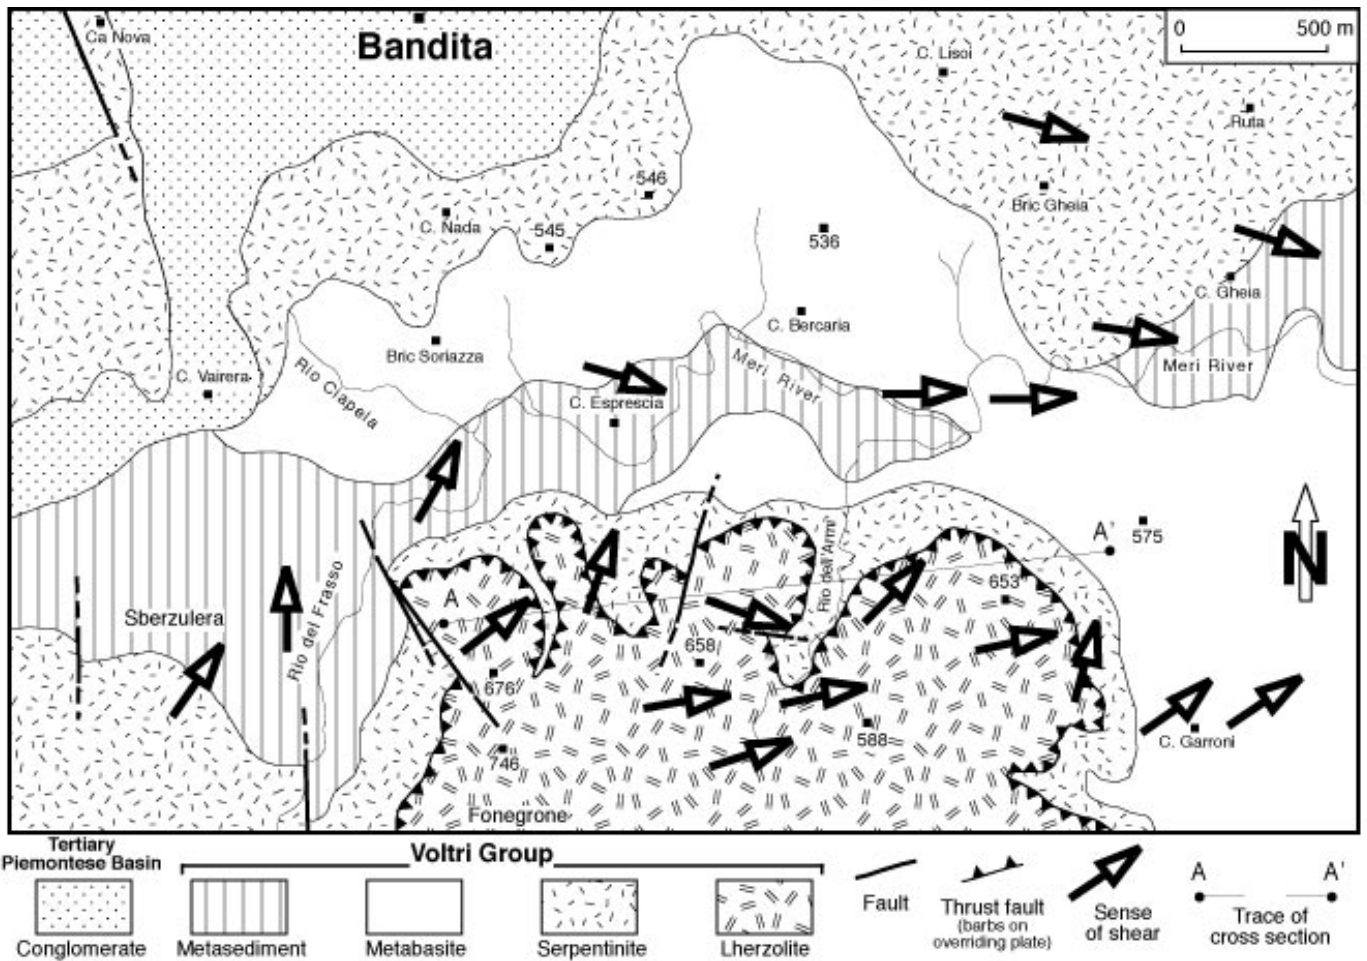 Ca Nova
Bandita
0 500 m
C. Lisoi
Ruta
546
Bric Gheia
C. Nada
545
536
C. Gheia
C. Bercaria
Bric Soriazza
Meri River
Meri River
C. Vairera
Rio Ciapela
C. Esprescia
A'
575
N
Rio dell'Armi
653
A
Sberzulera
Rio del Frasso
658
676
588
C. Garroni
746
Fonegrone
Tertiary
Piemontese Basin
Voltri Group
Conglomerate
Metasediment
Metabasite
Serpentinite
Lherzolite
Fault
Thrust fault
(barbs on
overriding plate)
Sense
of shear
A A'
Trace of
cross section